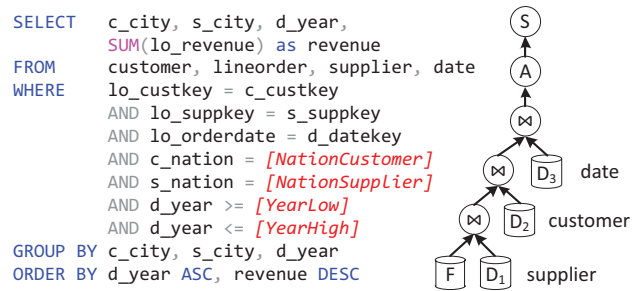 SELECT c_city, s_city, d_year,
SUM(lo_revenue) as revenue
FROM customer, lineorder, supplier, date
WHERE lo_custkey = c_custkey
AND lo_suppkey = s_suppkey
AND lo_orderdate = d_datekey
AND c_nation = [NationCustomer]
AND s_nation = [NationSupplier]
AND d_year >= [YearLow]
AND d_year <= [YearHigh]
GROUP BY c_city, s_city, d_year
ORDER BY d_year ASC, revenue DESC
S
A
⋈
⋈ D₃ date
⋈ D₂ customer
F D₁ supplier